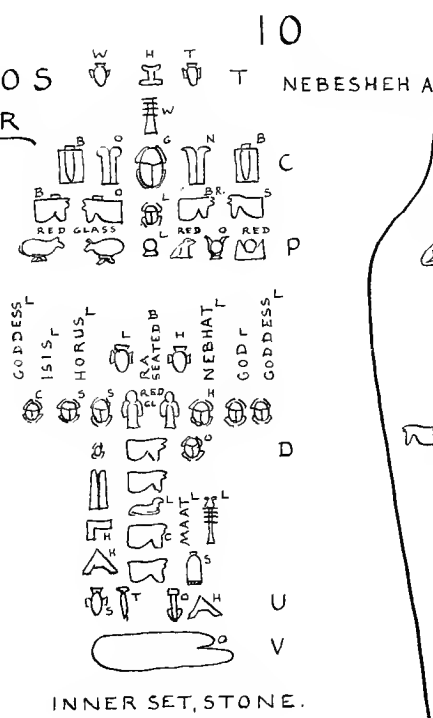 10
W H T
OS T NEBESHEH A
R W
B O G N B
C
B O L BR. S
RED GLASS L RED O RED
P
GODDESS L ISIS L HORUS L L RA SEATED B H NEBHAT L GOD L GODDESS L
C S S RED GL H
O D
L MAAT L L
H C
H S
S T O H U
O V
INNER SET, STONE.